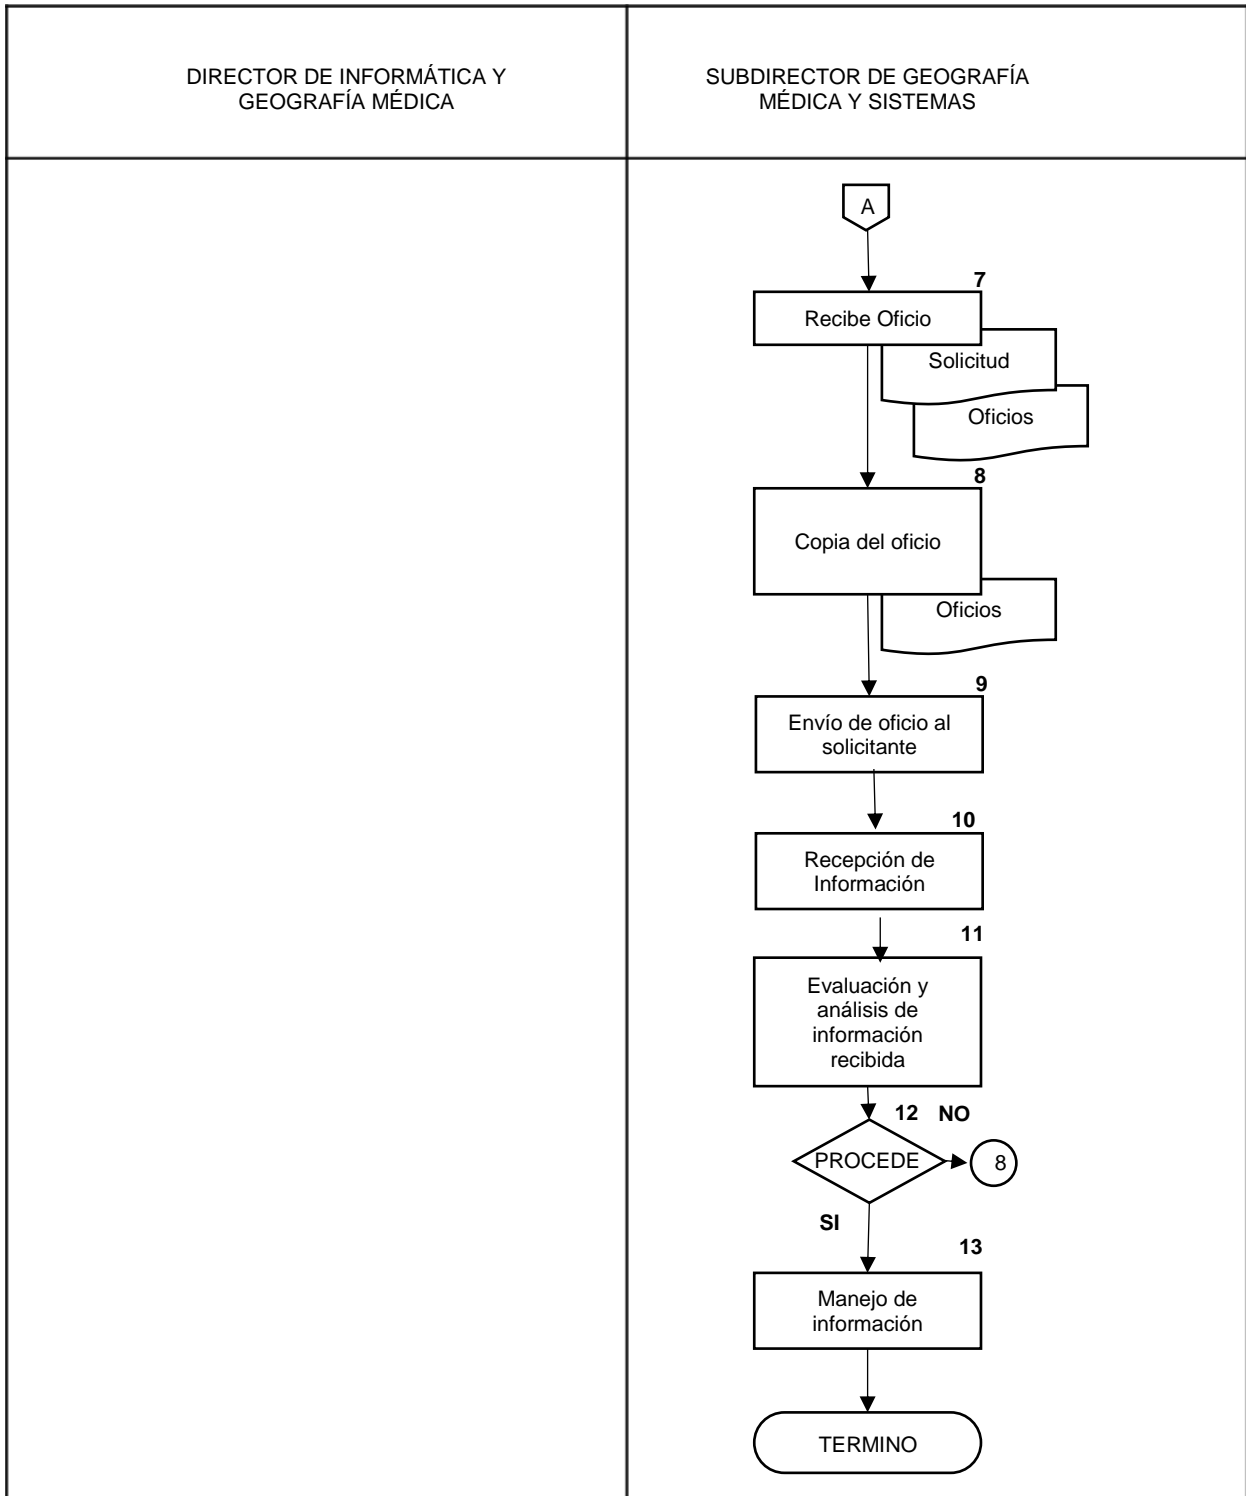 DIRECTOR DE INFORMÁTICA Y
GEOGRAFÍA MÉDICA
SUBDIRECTOR DE GEOGRAFÍA
MÉDICA Y SISTEMAS
A
7
Recibe Oficio
Solicitud
Oficios
8
Copia del oficio
Oficios
9
Envío de oficio al
solicitante
10
Recepción de
Información
11
Evaluación y
análisis de
información
recibida
12 NO
PROCEDE
8
SI
13
Manejo de
información
TERMINO